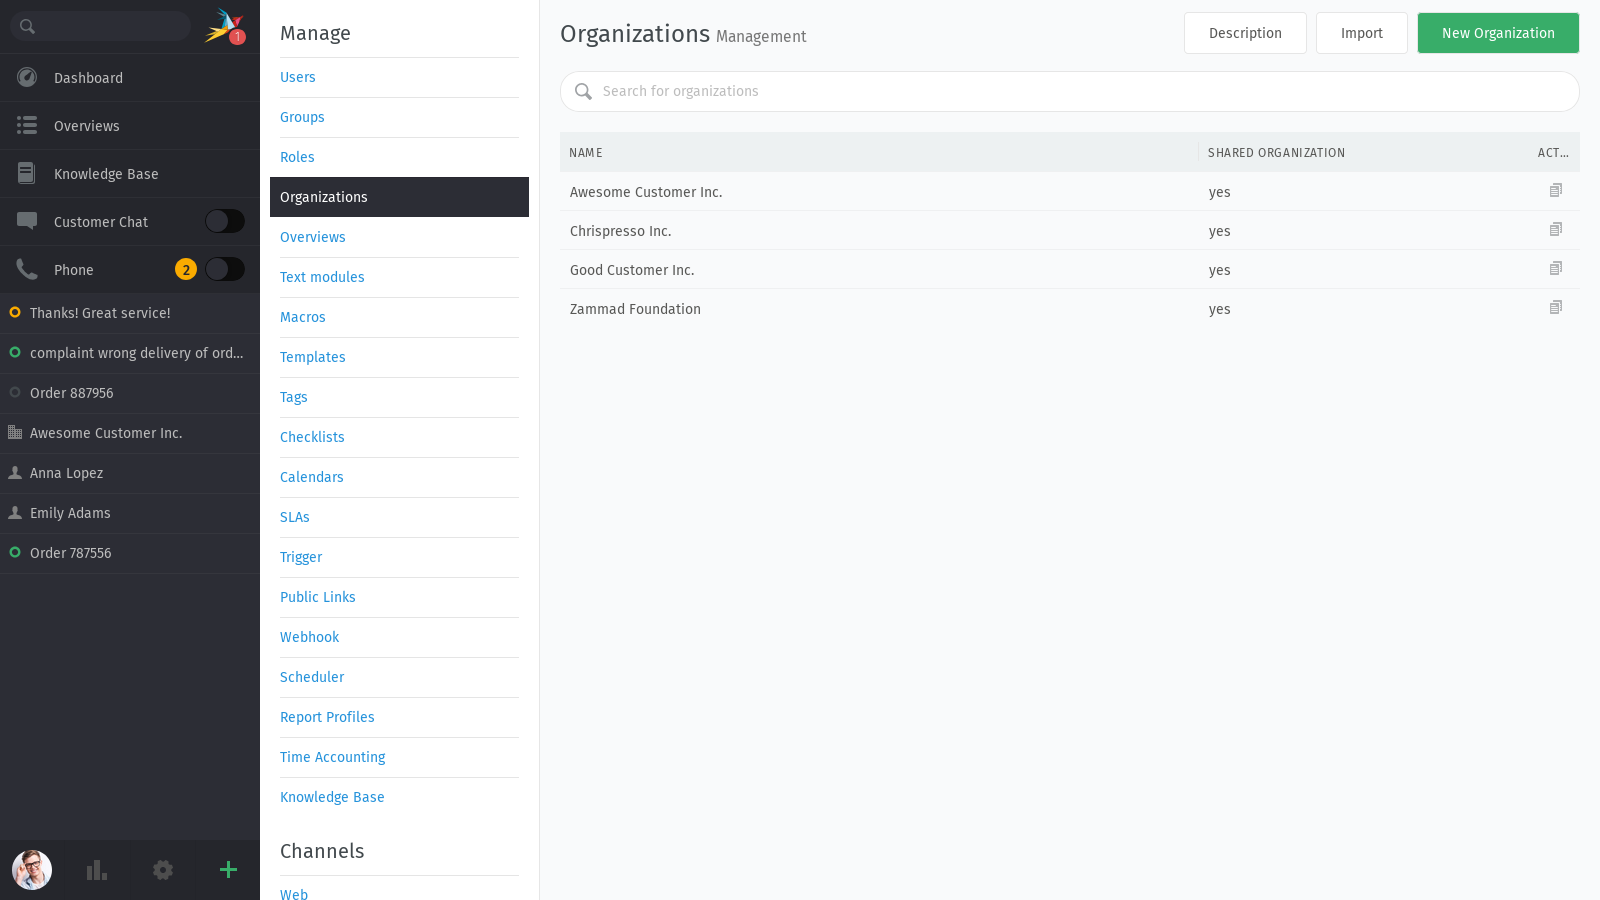 1
Dashboard
Overviews
Knowledge Base
Customer Chat
Phone 2
Thanks! Great service!
complaint wrong delivery of ord...
Order 887956
Awesome Customer Inc.
Anna Lopez
Emily Adams
Order 787556
Manage
Users
Groups
Roles
Organizations
Overviews
Text modules
Macros
Templates
Tags
Checklists
Calendars
SLAs
Trigger
Public Links
Webhook
Scheduler
Report Profiles
Time Accounting
Knowledge Base
Channels
Web
Organizations Management
Description Import New Organization
Search for organizations
NAME SHARED ORGANIZATION ACT...
Awesome Customer Inc. yes
Chrispresso Inc. yes
Good Customer Inc. yes
Zammad Foundation yes